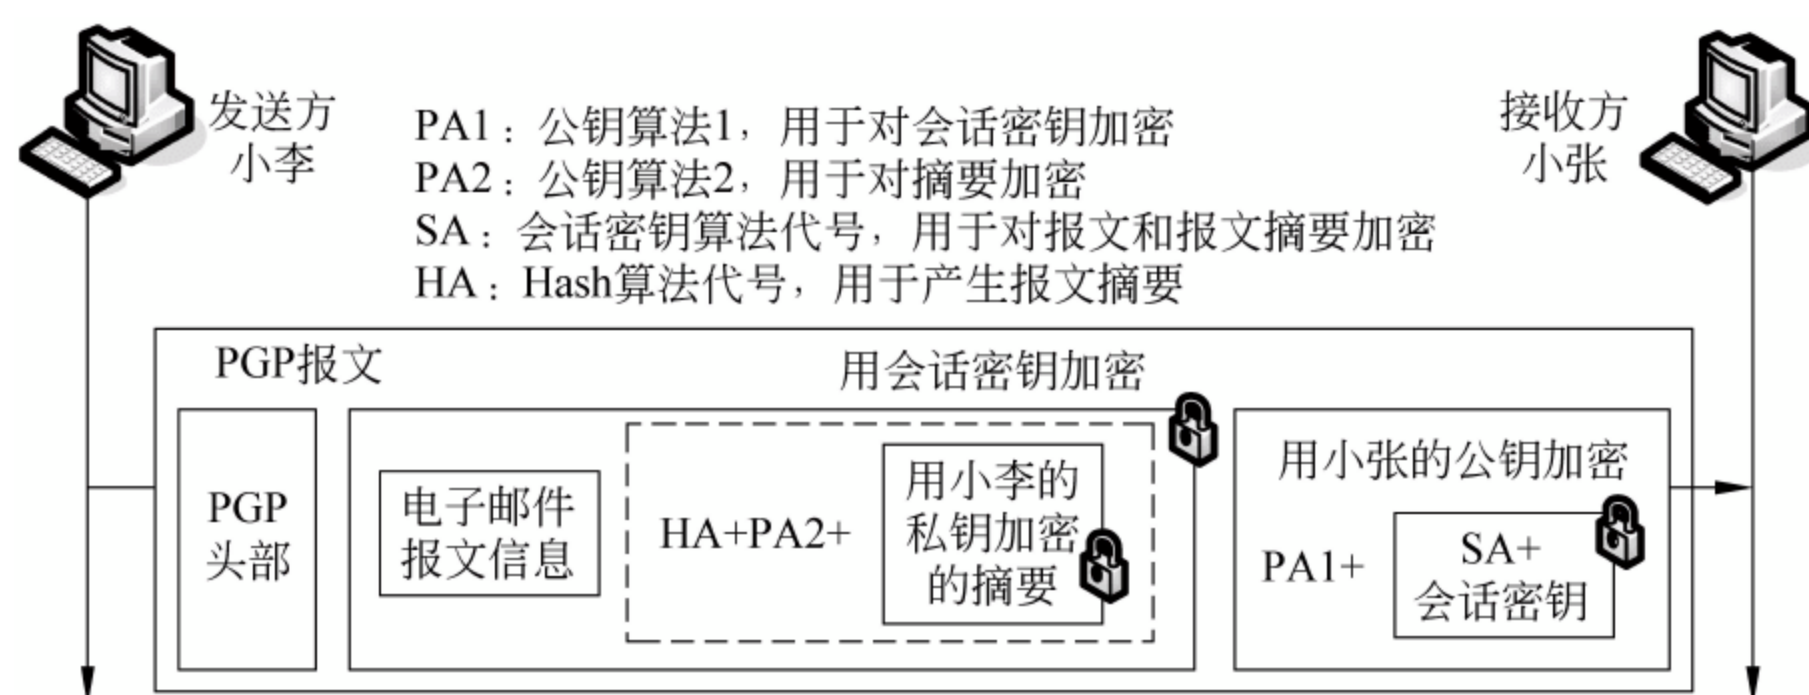 发送方
小李
PA1：公钥算法1，用于对会话密钥加密
PA2：公钥算法2，用于对摘要加密
SA：会话密钥算法代号，用于对报文和报文摘要加密
HA：Hash算法代号，用于产生报文摘要
接收方
小张
PGP报文
用会话密钥加密
PGP
头部
电子邮件
报文信息
HA+PA2+
用小李的
私钥加密
的摘要
用小张的公钥加密
PA1+
SA+
会话密钥